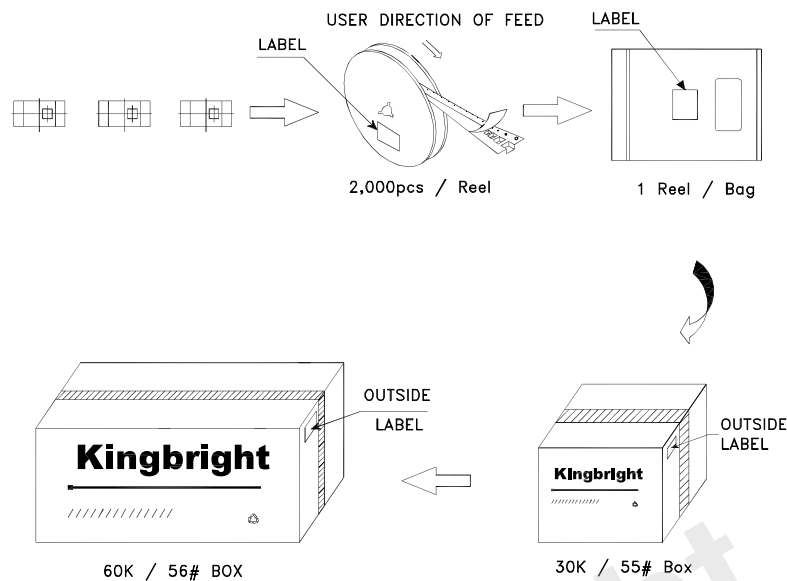 USER DIRECTION OF FEED
LABEL
LABEL
2,000pcs / Reel
1 Reel / Bag
OUTSIDE
LABEL
Kingbright
60K / 56# BOX
OUTSIDE
LABEL
Kingbright
30K / 55# Box